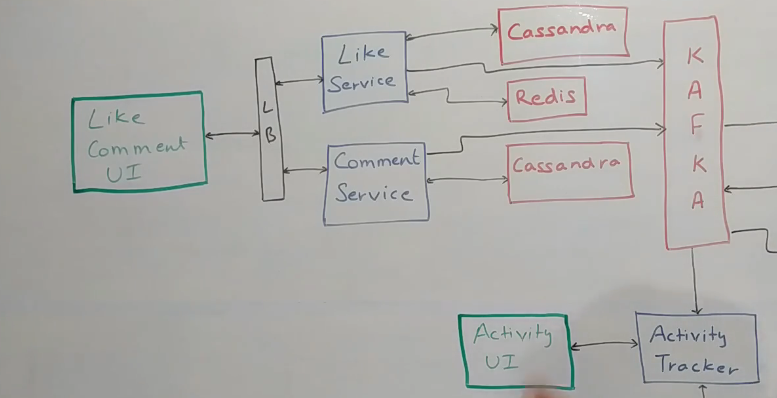 Like
Comment
UI
L
B
Like
Service
Comment
Service
Cassandra
Redis
Cassandra
K
A
F
K
A
Activity
UI
Activity
Tracker